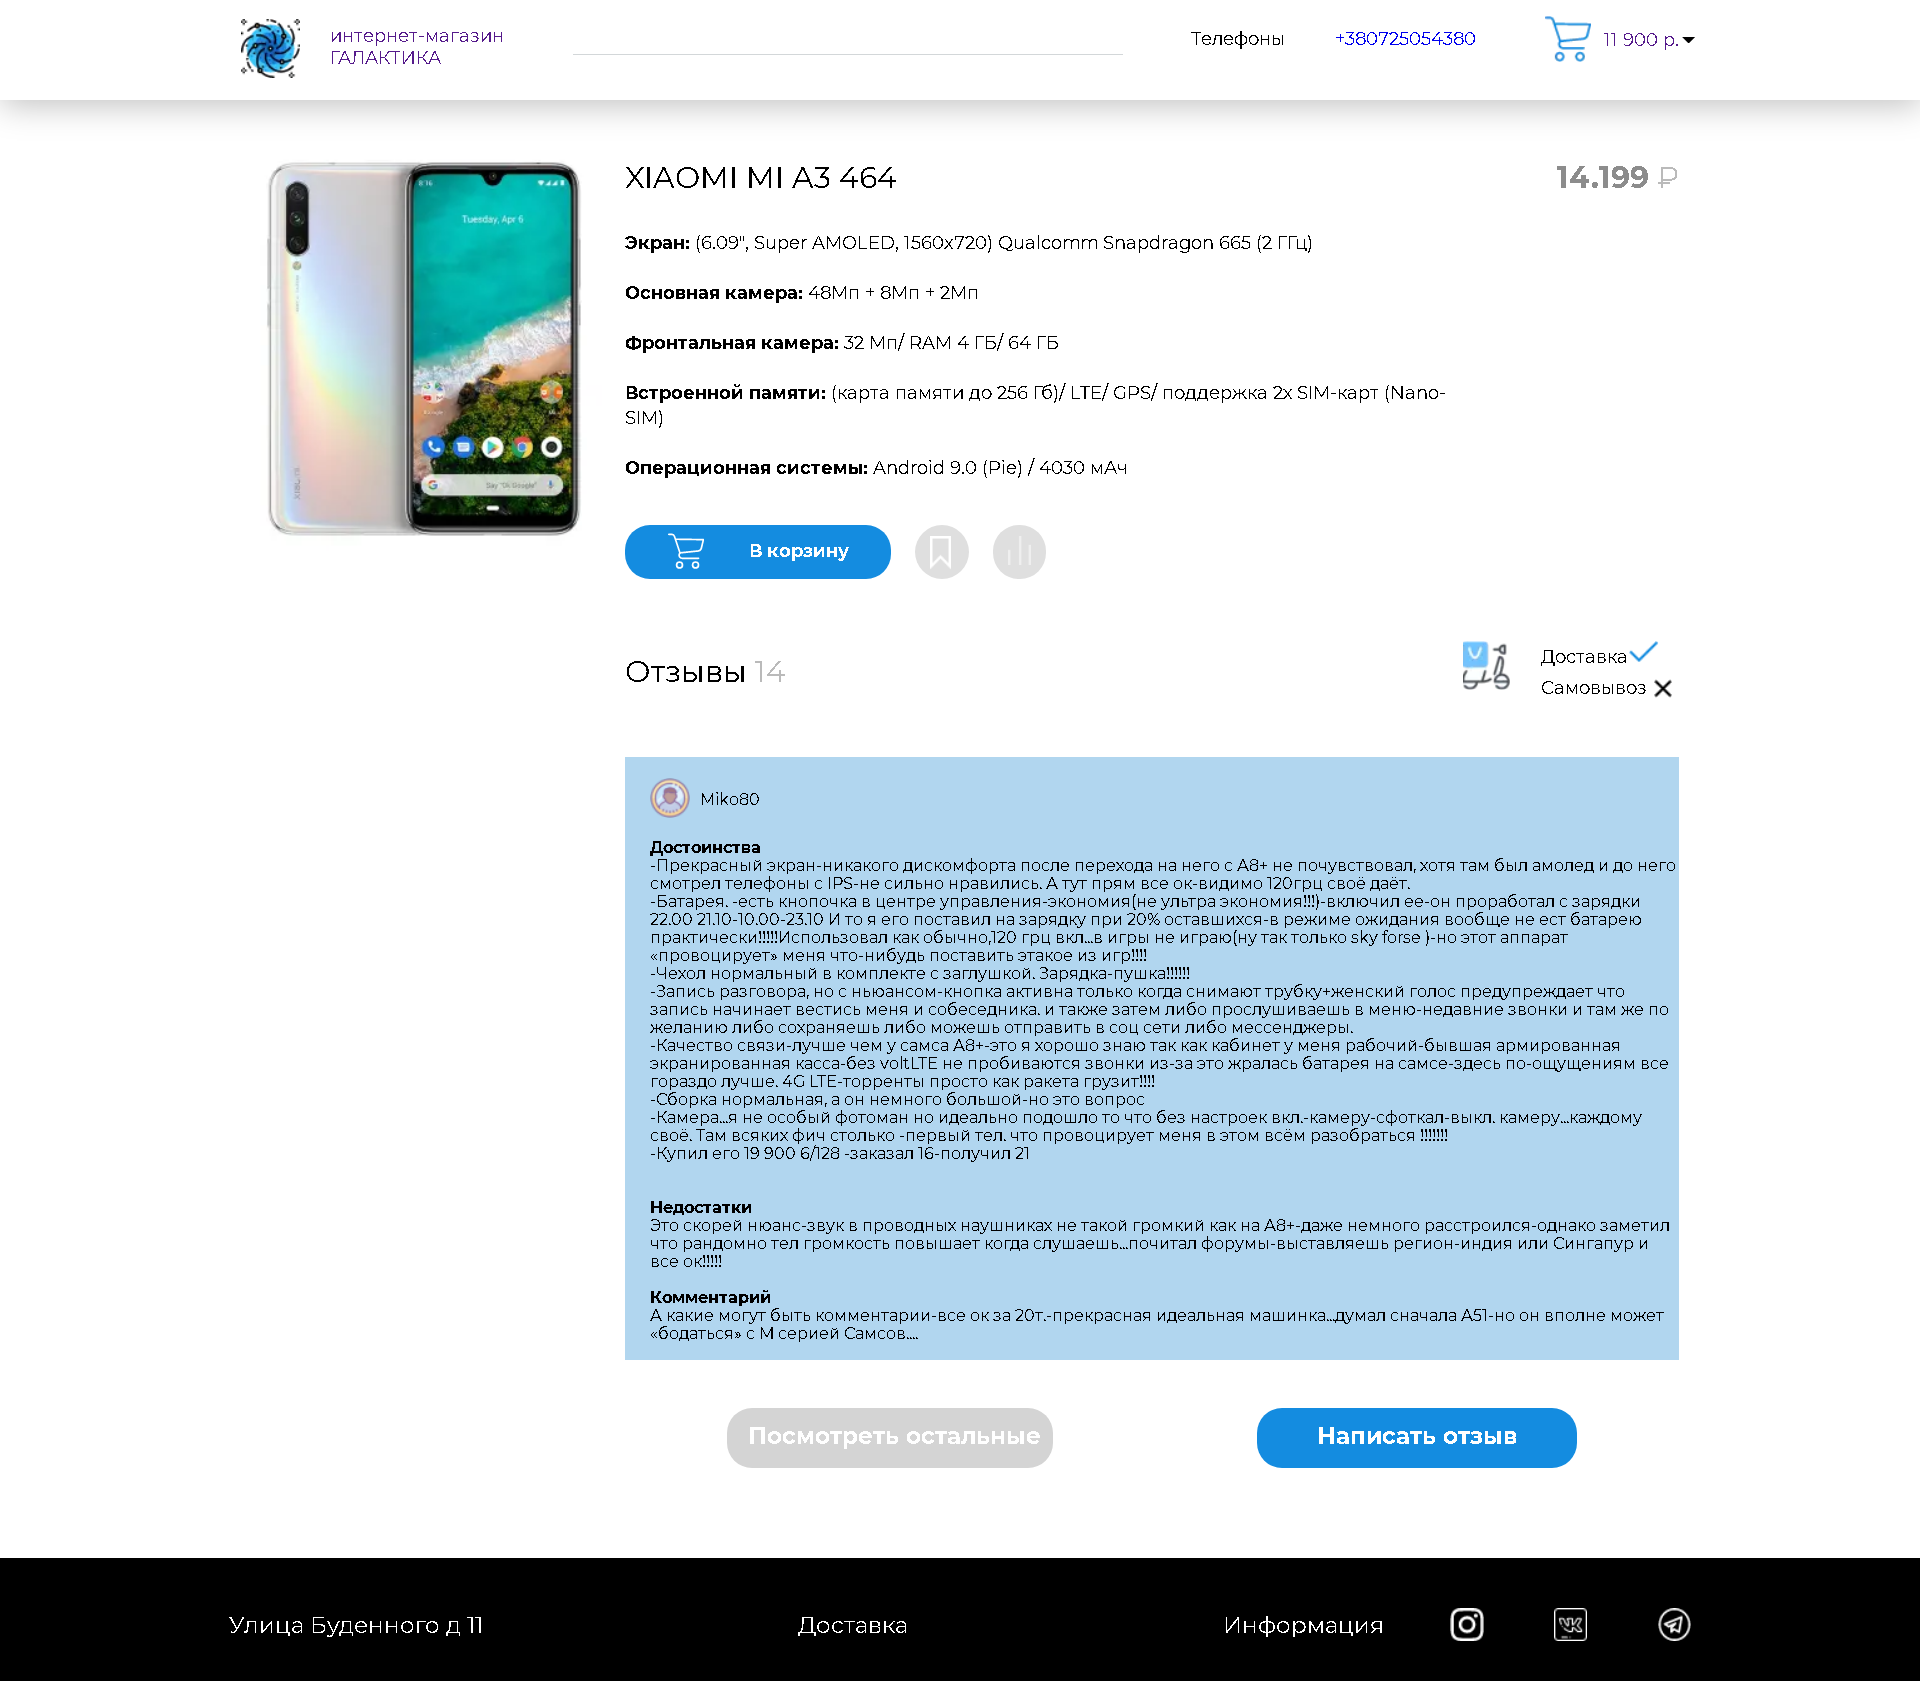 интернет-магазин
ГАЛАКТИКА
Телефоны
+380725054380
11 900 р.
8:16
Tuesday, Apr 6
Say "Ok Google"
XIAOMI MI A3 464
14.199 ₽
Экран: (6.09", Super AMOLED, 1560x720) Qualcomm Snapdragon 665 (2 ГГц)
Основная камера: 48Мп + 8Мп + 2Мп
Фронтальная камера: 32 Мп/ RAM 4 ГБ/ 64 ГБ
Встроенной памяти: (карта памяти до 256 Гб)/ LTE/ GPS/ поддержка 2х SIM-карт (Nano-
SIM)
Операционная системы: Android 9.0 (Pie) / 4030 мАч
В корзину
Отзывы 14
Доставка
Самовывоз
Miko80
Достоинства
-Прекрасный экран-никакого дискомфорта после перехода на него с А8+ не почувствовал, хотя там был амолед и до него
смотрел телефоны с IPS-не сильно нравились. А тут прям все ок-видимо 120грц своё даёт.
-Батарея. -есть кнопочка в центре управления-экономия(не ультра экономия!!!)-включил ее-он проработал с зарядки
22.00 21.10-10.00-23.10 И то я его поставил на зарядку при 20% оставшихся-в режиме ожидания вообще не ест батарею
практически!!!!!Использовал как обычно,120 грц вкл...в игры не играю(ну так только sky forse )-но этот аппарат
«провоцирует» меня что-нибудь поставить этакое из игр!!!!
-Чехол нормальный в комплекте с заглушкой. Зарядка-пушка!!!!!!
-Запись разговора, но с ньюансом-кнопка активна только когда снимают трубку+женский голос предупреждает что
запись начинает вестись меня и собеседника. и также затем либо прослушиваешь в меню-недавние звонки и там же по
желанию либо сохраняешь либо можешь отправить в соц сети либо мессенджеры.
-Качество связи-лучше чем у самса А8+-это я хорошо знаю так как кабинет у меня рабочий-бывшая армированная
экранированная касса-без voltLTE не пробиваются звонки из-за это жралась батарея на самсе-здесь по-ощущениям все
гораздо лучше. 4G LTE-торренты просто как ракета грузит!!!!
-Сборка нормальная, а он немного большой-но это вопрос
-Камера...я не особый фотоман но идеально подошло то что без настроек вкл.-камеру-сфоткал-выкл. камеру...каждому
своё. Там всяких фич столько -первый тел. что провоцирует меня в этом всём разобраться !!!!!!!
-Купил его 19 900 6/128 -заказал 16-получил 21
Недостатки
Это скорей нюанс-звук в проводных наушниках не такой громкий как на А8+-даже немного расстроился-однако заметил
что рандомно тел громкость повышает когда слушаешь...почитал форумы-выставляешь регион-индия или Сингапур и
все ок!!!!!
Комментарий
А какие могут быть комментарии-все ок за 20т.-прекрасная идеальная машинка...думал сначала А51-но он вполне может
«бодаться» с М серией Самсов....
Посмотреть остальные
Написать отзыв
Улица Буденного д 11
Доставка
Информация